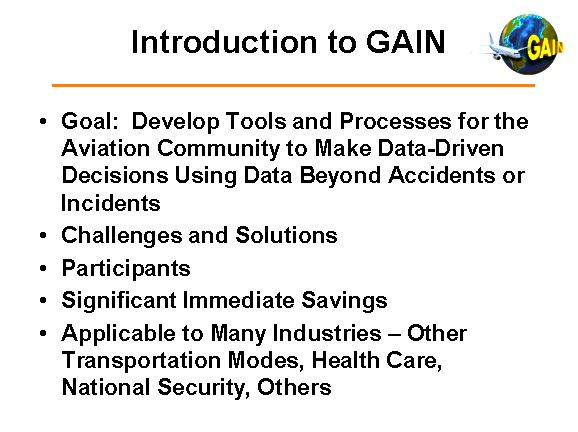 Introduction to GAIN
GAIN
• Goal:  Develop Tools and Processes for the
Aviation Community to Make Data-Driven
Decisions Using Data Beyond Accidents or
Incidents
• Challenges and Solutions
• Participants
• Significant Immediate Savings
• Applicable to Many Industries – Other
Transportation Modes, Health Care,
National Security, Others